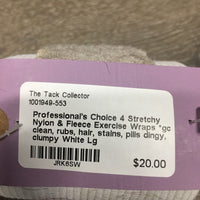 The Tack Collector
1001949-553
Professional's Choice 4 Stretchy
Nylon & Fleece Exercise Wraps *gc
clean, rubs, hair, stains, pills dingy,
clumpy White Lg
JRK6SW
$20.00